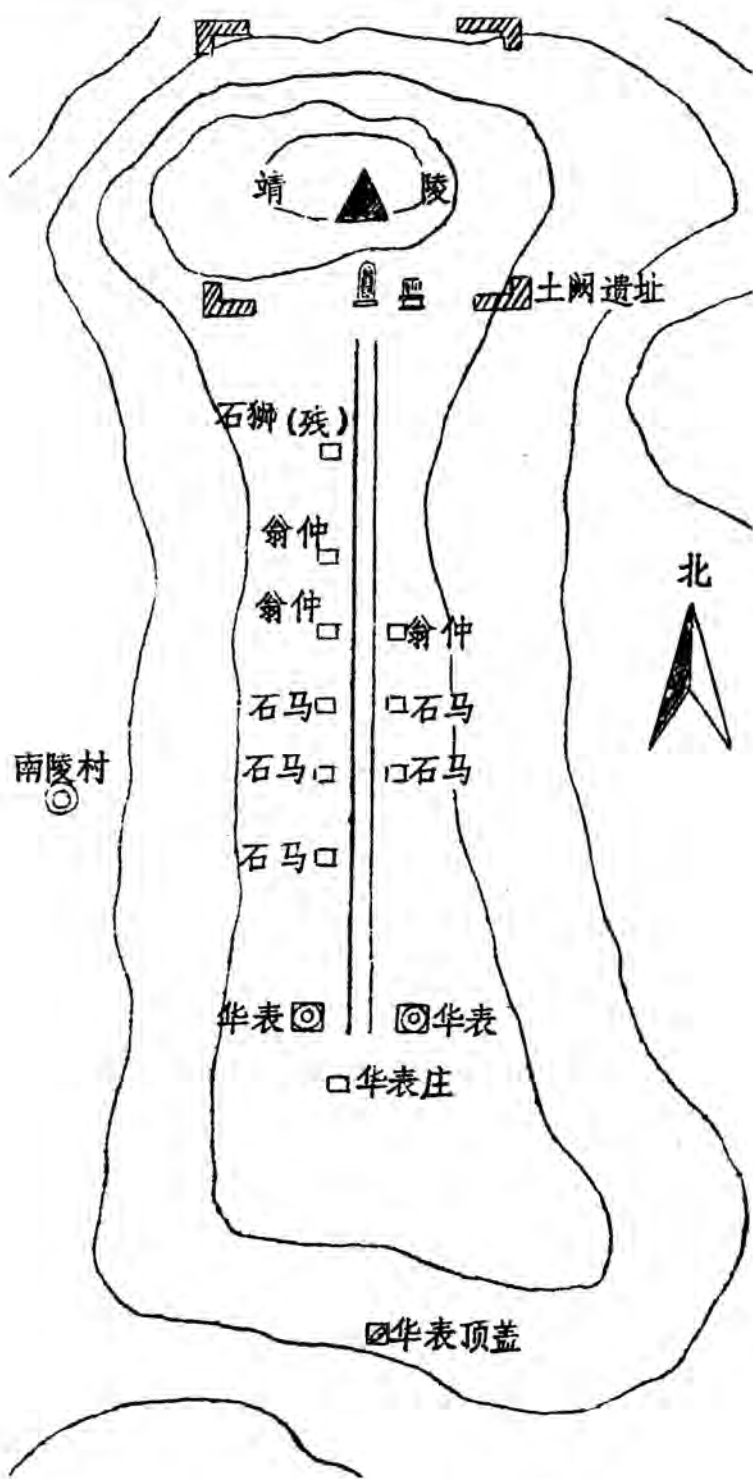 靖 陵
土阙遗址
石狮(残)
翁仲
翁仲 翁仲
北
石马 石马
南陵村
石马 石马
石马
华表 华表
华表庄
华表顶盖